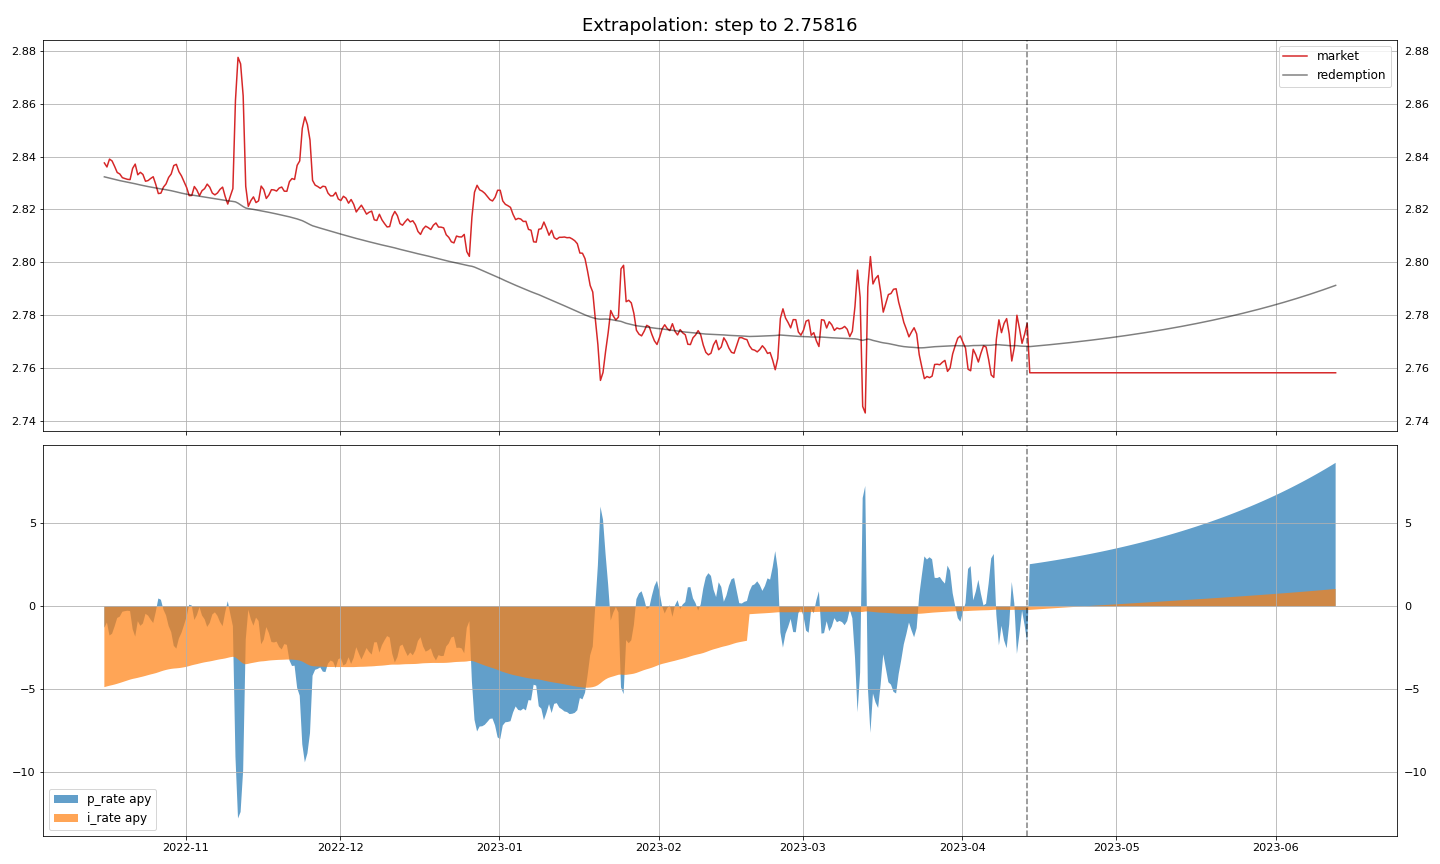 Extrapolation: step to 2.75816
2.88 2.88
market
redemption
2.86 2.86
2.84 2.84
2.82 2.82
2.80 2.80
2.78 2.78
2.76 2.76
2.74 2.74
5 5
0 0
−5 −5
−10 −10
p_rate apy
i_rate apy
2022-11 2022-12 2023-01 2023-02 2023-03 2023-04 2023-05 2023-06